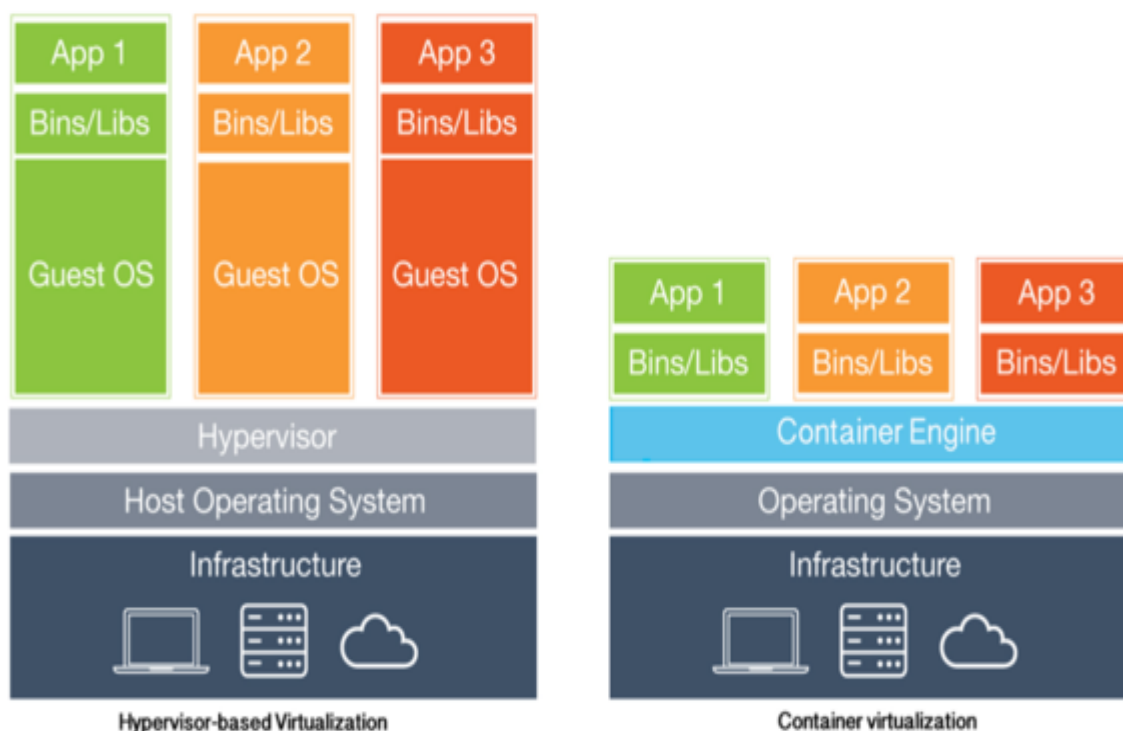 App 1
App 2
App 3
Bins/Libs
Bins/Libs
Bins/Libs
Guest OS
Guest OS
Guest OS
Hypervisor
Host Operating System
Infrastructure
Hypervisor-based Virtualization
App 1
App 2
App 3
Bins/Libs
Bins/Libs
Bins/Libs
Container Engine
Operating System
Infrastructure
Container virtualization